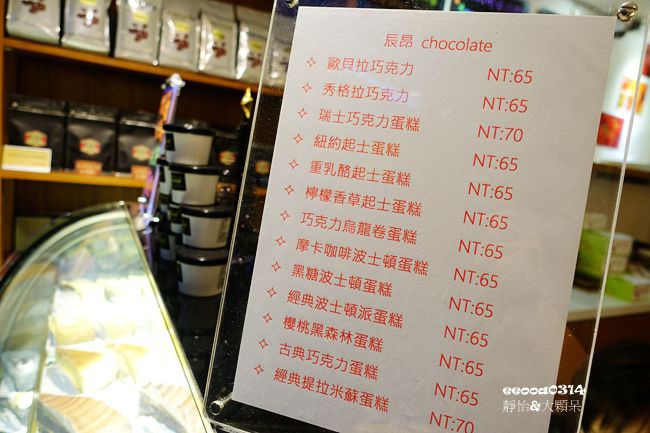 辰昂 chocolate
✧ 歐貝拉巧克力 NT:65
✧ 秀格拉巧克力 NT:65
✧ 瑞士巧克力蛋糕 NT:70
✧ 紐約起士蛋糕 NT:65
✧ 重乳酪起士蛋糕 NT:65
✧ 檸檬香草起士蛋糕 NT:65
✧ 巧克力烏龍卷蛋糕 NT:65
✧ 摩卡咖啡波士頓蛋糕 NT:65
✧ 黑糖波士頓蛋糕 NT:65
✧ 經典波士頓派蛋糕 NT:65
✧ 櫻桃黑森林蛋糕 NT:65
✧ 古典巧克力蛋糕 NT:65
✧ 經典提拉米蘇蛋糕 NT:70
ccood0314
靜怡&大顆呆